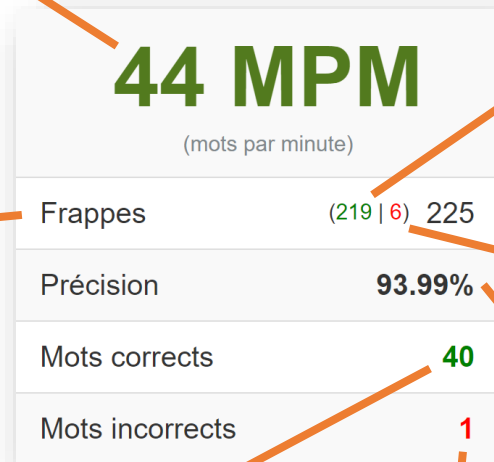 44 MPM
(mots par minute)
Frappes (219 | 6) 225
Précision 93.99%
Mots corrects 40
Mots incorrects 1